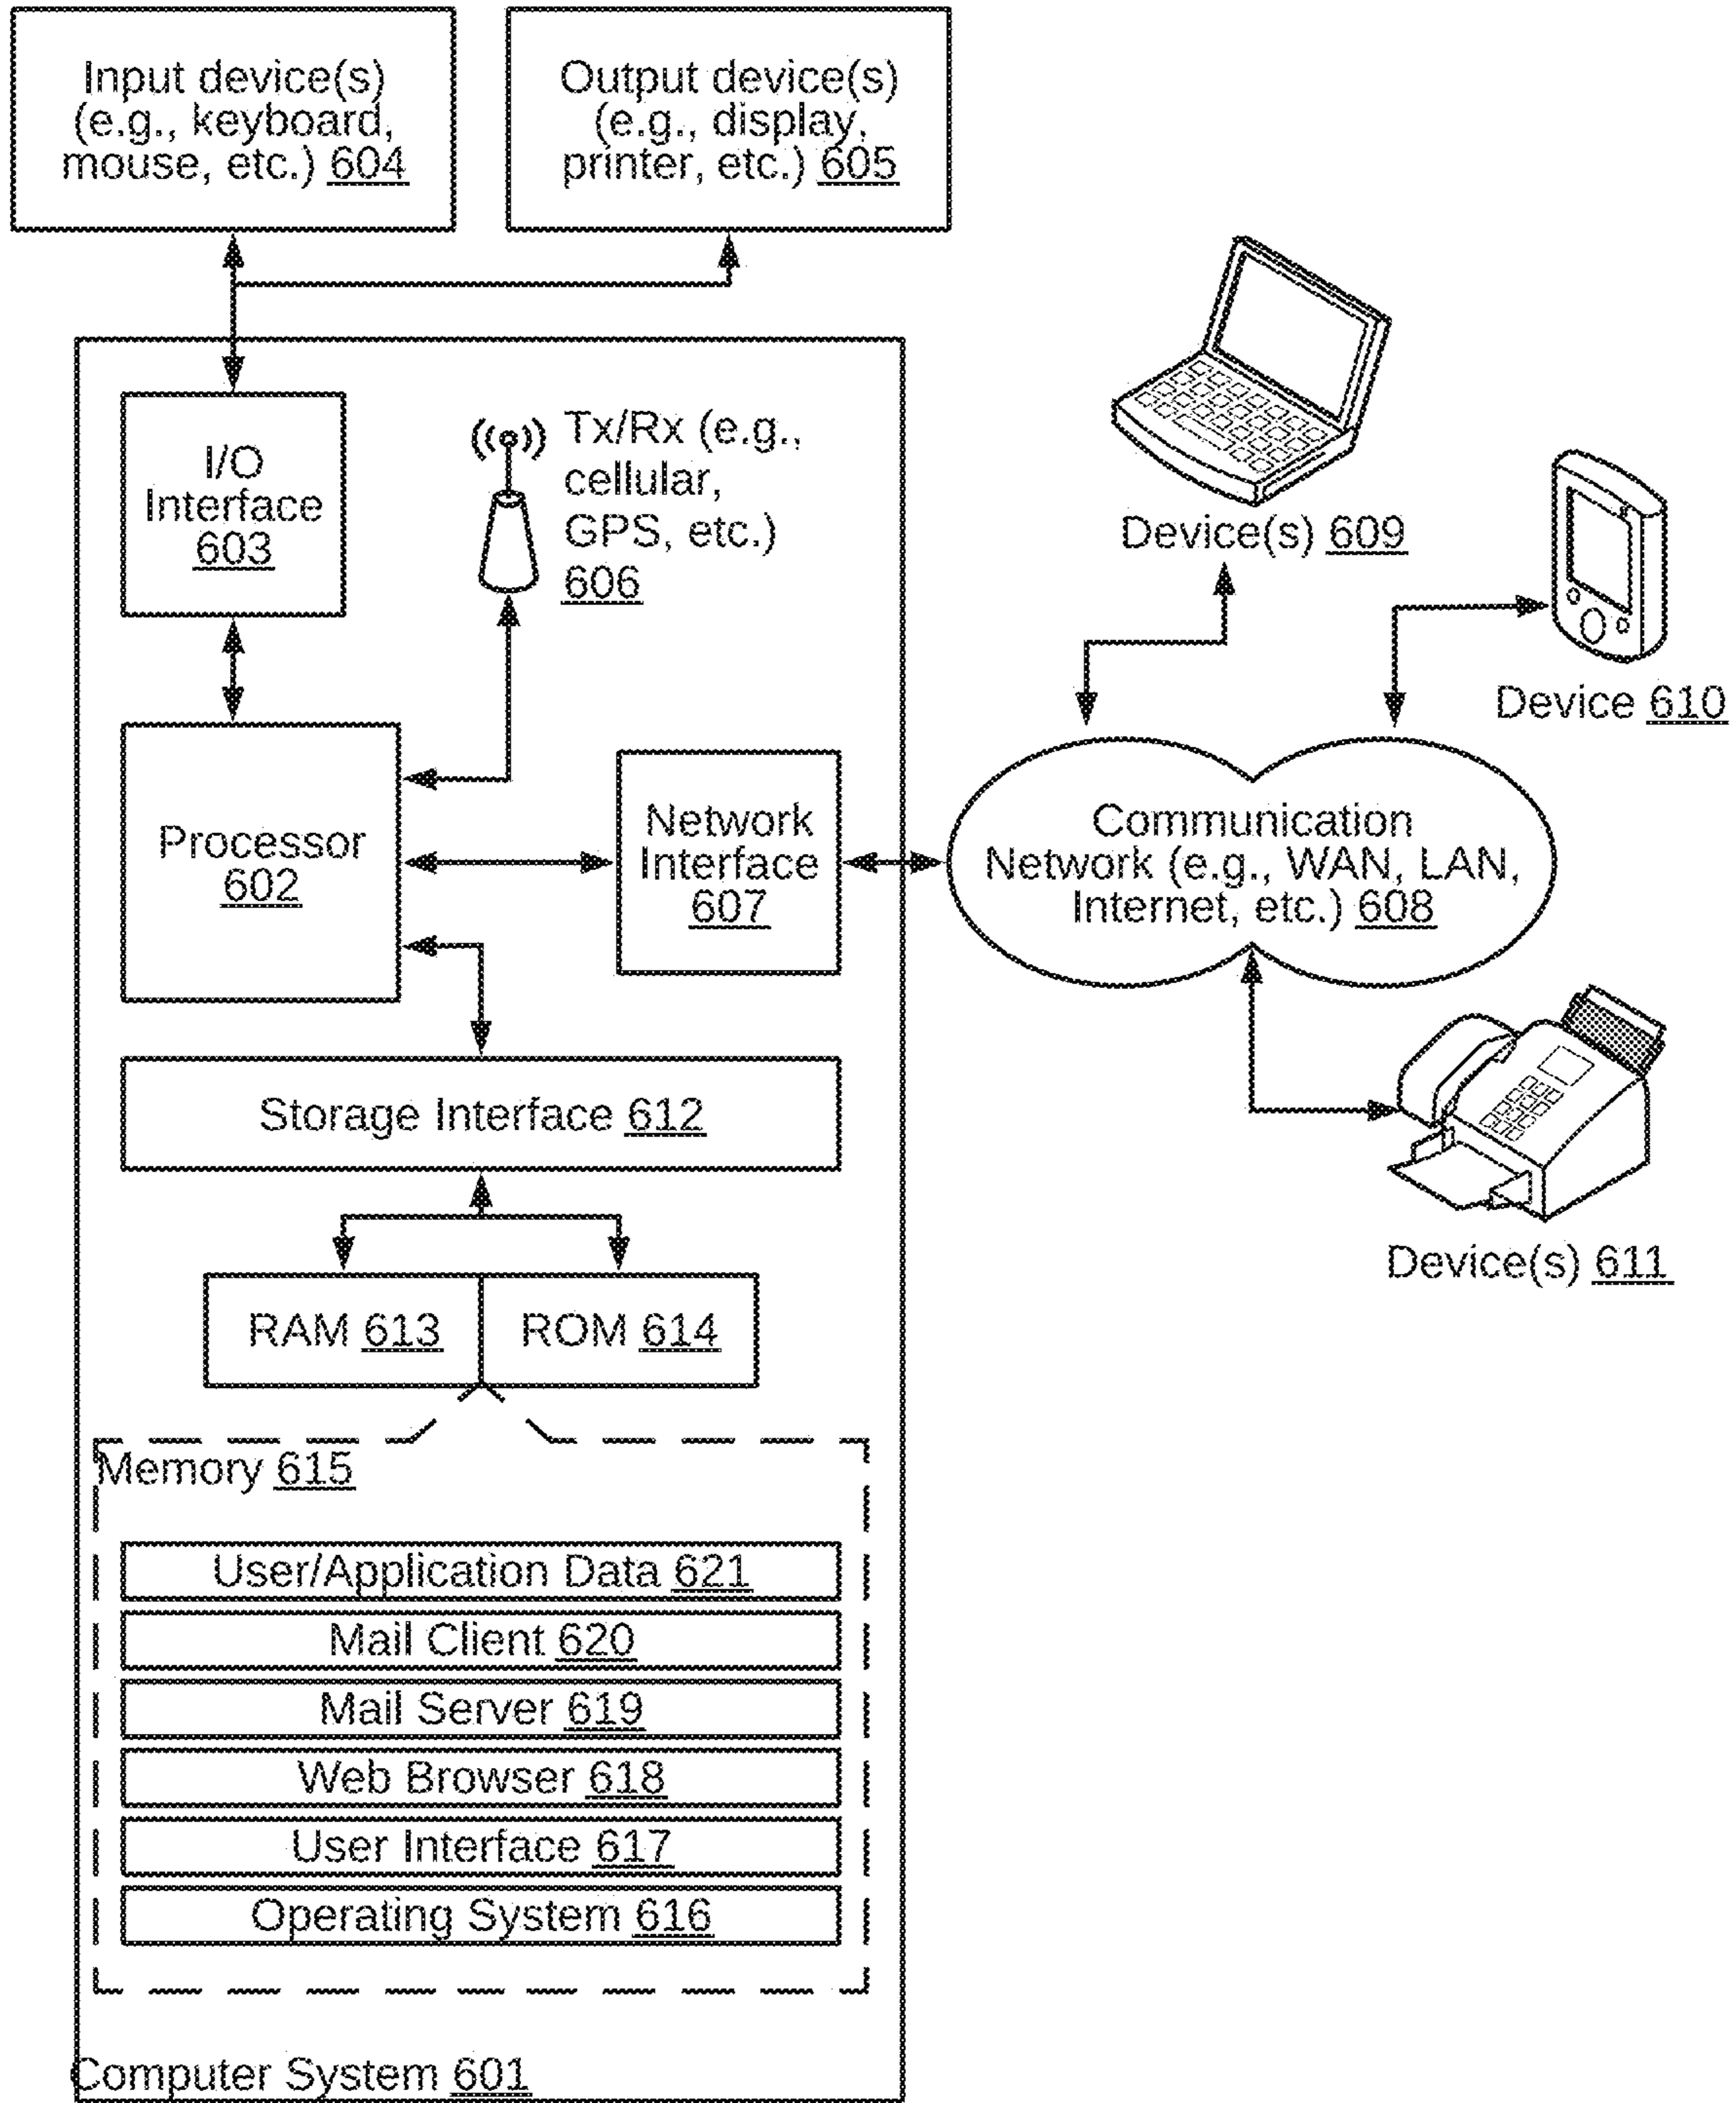 Input device(s)
(e.g., keyboard,
mouse, etc.) 604
Output device(s)
(e.g., display,
printer, etc.) 605
I/O
Interface
603
Tx/Rx (e.g.,
cellular,
GPS, etc.)
606
Device(s) 609
Device 610
Processor
602
Network
Interface
607
Communication
Network (e.g., WAN, LAN,
Internet, etc.) 608
Storage Interface 612
Device(s) 611
RAM 613
ROM 614
Memory 615
User/Application Data 621
Mail Client 620
Mail Server 619
Web Browser 618
User Interface 617
Operating System 616
Computer System 601